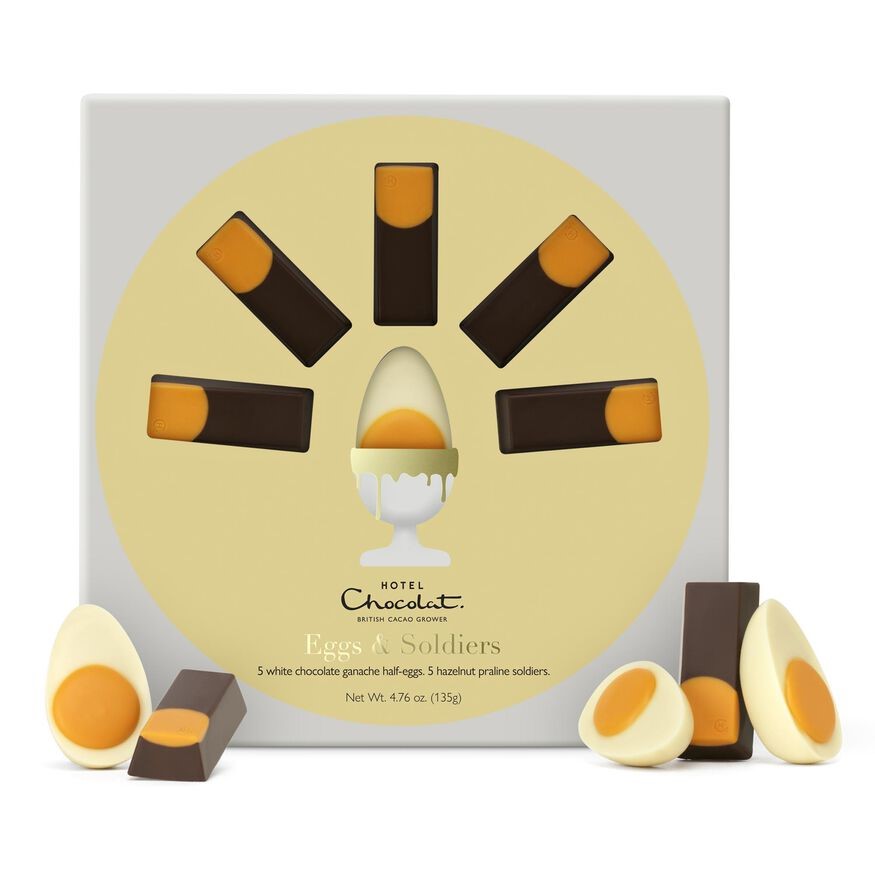 HOTEL
Chocolat.
BRITISH CACAO GROWER
Eggs & Soldiers
5 white chocolate ganache half-eggs. 5 hazelnut praline soldiers.
Net Wt. 4.76 oz. (135g)